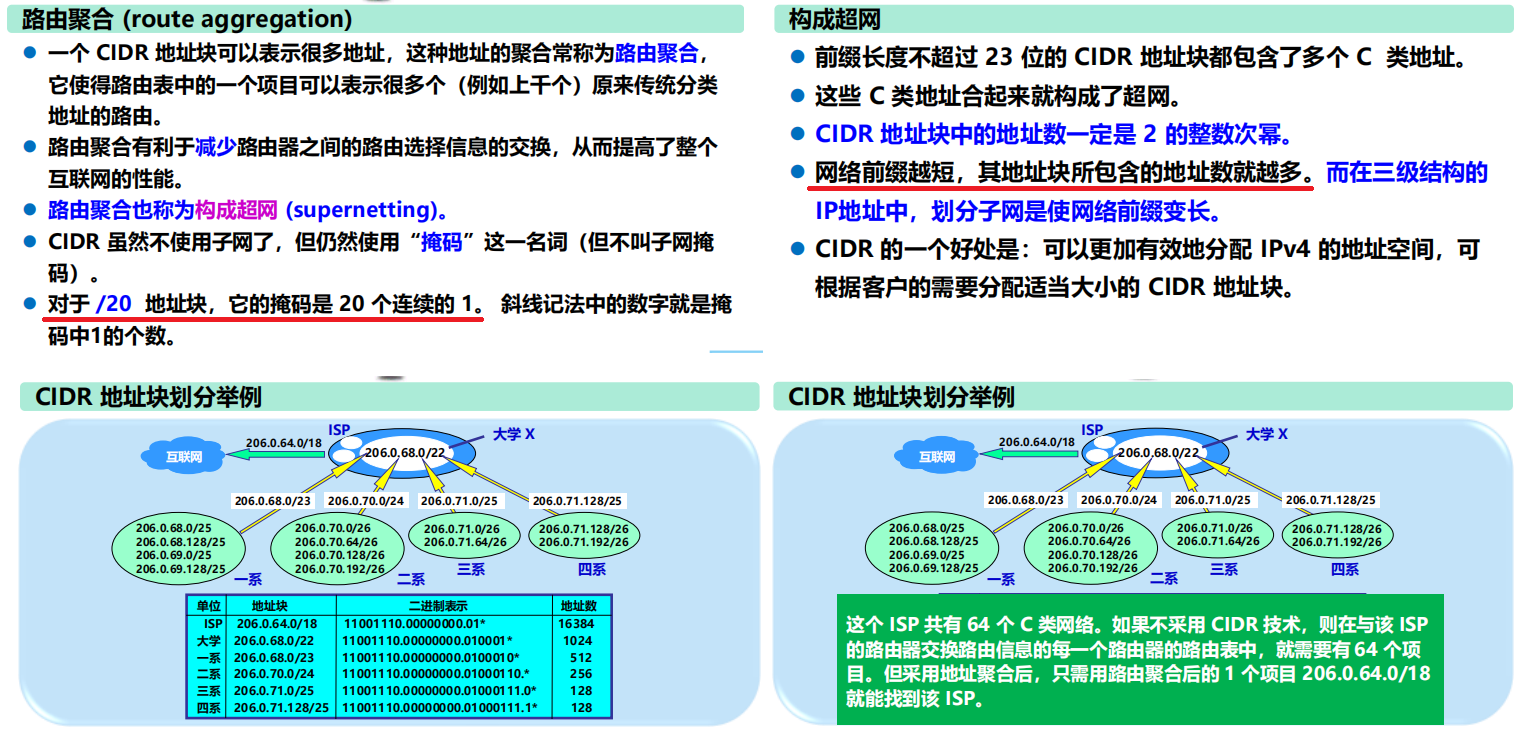 路由聚合 (route aggregation)
一个 CIDR 地址块可以表示很多地址，这种地址的聚合常称为路由聚合，
它使得路由表中的一个项目可以表示很多个（例如上千个）原来传统分类
地址的路由。
路由聚合有利于减少路由器之间的路由选择信息的交换，从而提高了整个
互联网的性能。
路由聚合也称为构成超网 (supernetting)。
CIDR 虽然不使用子网了，但仍然使用“掩码”这一名词（但不叫子网掩
码）。
对于 /20 地址块，它的掩码是 20 个连续的 1。 斜线记法中的数字就是掩
码中1的个数。
构成超网
前缀长度不超过 23 位的 CIDR 地址块都包含了多个 C 类地址。
这些 C 类地址合起来就构成了超网。
CIDR 地址块中的地址数一定是 2 的整数次幂。
网络前缀越短，其地址块所包含的地址数就越多。而在三级结构的
IP地址中，划分子网是使网络前缀变长。
CIDR 的一个好处是：可以更加有效地分配 IPv4 的地址空间，可
根据客户的需要分配适当大小的 CIDR 地址块。
CIDR 地址块划分举例
ISP
大学 X
206.0.64.0/18
互联网
206.0.68.0/22
206.0.68.0/23
206.0.70.0/24
206.0.71.0/25
206.0.71.128/25
206.0.68.0/25
206.0.68.128/25
206.0.69.0/25
206.0.69.128/25
一系
206.0.70.0/26
206.0.70.64/26
206.0.70.128/26
206.0.70.192/26
二系
206.0.71.0/26
206.0.71.64/26
三系
206.0.71.128/26
206.0.71.192/26
四系
单位 地址块 二进制表示 地址数
ISP 206.0.64.0/18 11001110.00000000.01* 16384
大学 206.0.68.0/22 11001110.00000000.010001* 1024
一系 206.0.68.0/23 11001110.00000000.0100010* 512
二系 206.0.70.0/24 11001110.00000000.01000110.* 256
三系 206.0.71.0/25 11001110.00000000.01000111.0* 128
四系 206.0.71.128/25 11001110.00000000.01000111.1* 128
CIDR 地址块划分举例
ISP
大学 X
206.0.64.0/18
互联网
206.0.68.0/22
206.0.68.0/23
206.0.70.0/24
206.0.71.0/25
206.0.71.128/25
206.0.68.0/25
206.0.68.128/25
206.0.69.0/25
206.0.69.128/25
一系
206.0.70.0/26
206.0.70.64/26
206.0.70.128/26
206.0.70.192/26
二系
206.0.71.0/26
206.0.71.64/26
三系
206.0.71.128/26
206.0.71.192/26
四系
这个 ISP 共有 64 个 C 类网络。如果不采用 CIDR 技术，则在与该 ISP
的路由器交换路由信息的每一个路由器的路由表中，就需要有 64 个项
目。但采用地址聚合后，只需用路由聚合后的 1 个项目 206.0.64.0/18
就能找到该 ISP。